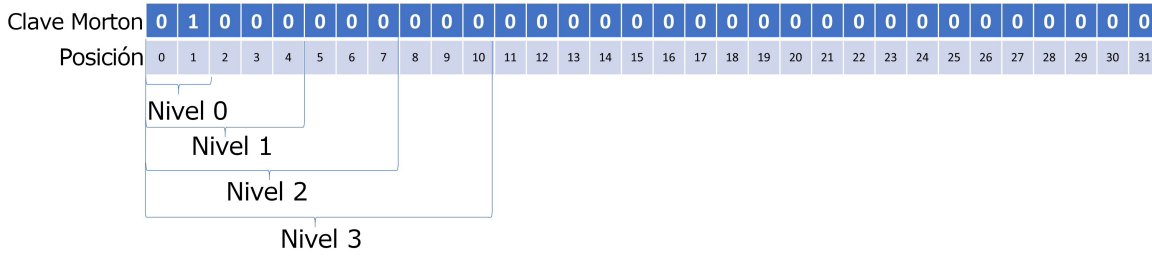 Clave Morton 0 1 0 0 0 0 0 0 0 0 0 0 0 0 0 0 0 0 0 0 0 0 0 0 0 0 0 0 0 0 0 0
Posición 0 1 2 3 4 5 6 7 8 9 10 11 12 13 14 15 16 17 18 19 20 21 22 23 24 25 26 27 28 29 30 31
Nivel 0
Nivel 1
Nivel 2
Nivel 3